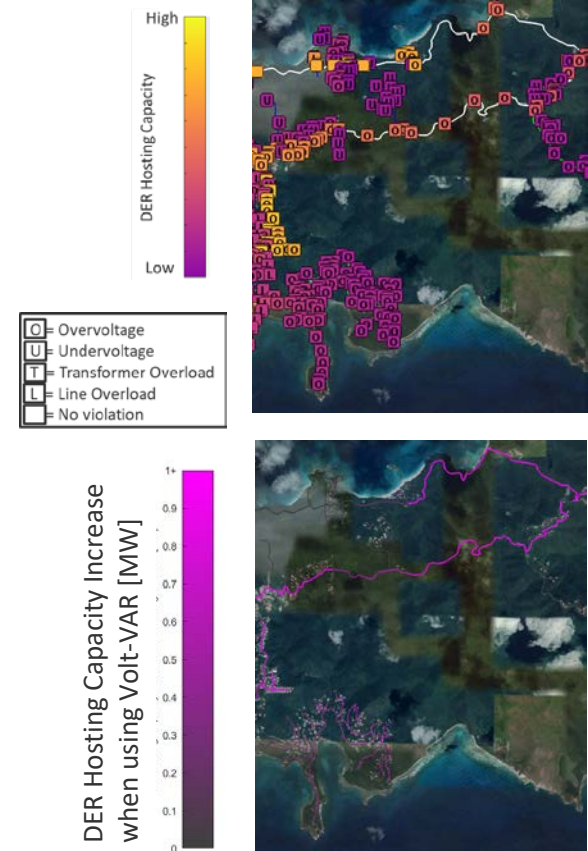 High
DER Hosting Capacity
Low
O = Overvoltage
U = Undervoltage
T = Transformer Overload
L = Line Overload
= No violation
DER Hosting Capacity Increase
when using Volt-VAR [MW]
1+
0.9
0.8
0.7
0.6
0.5
0.4
0.3
0.2
0.1
0